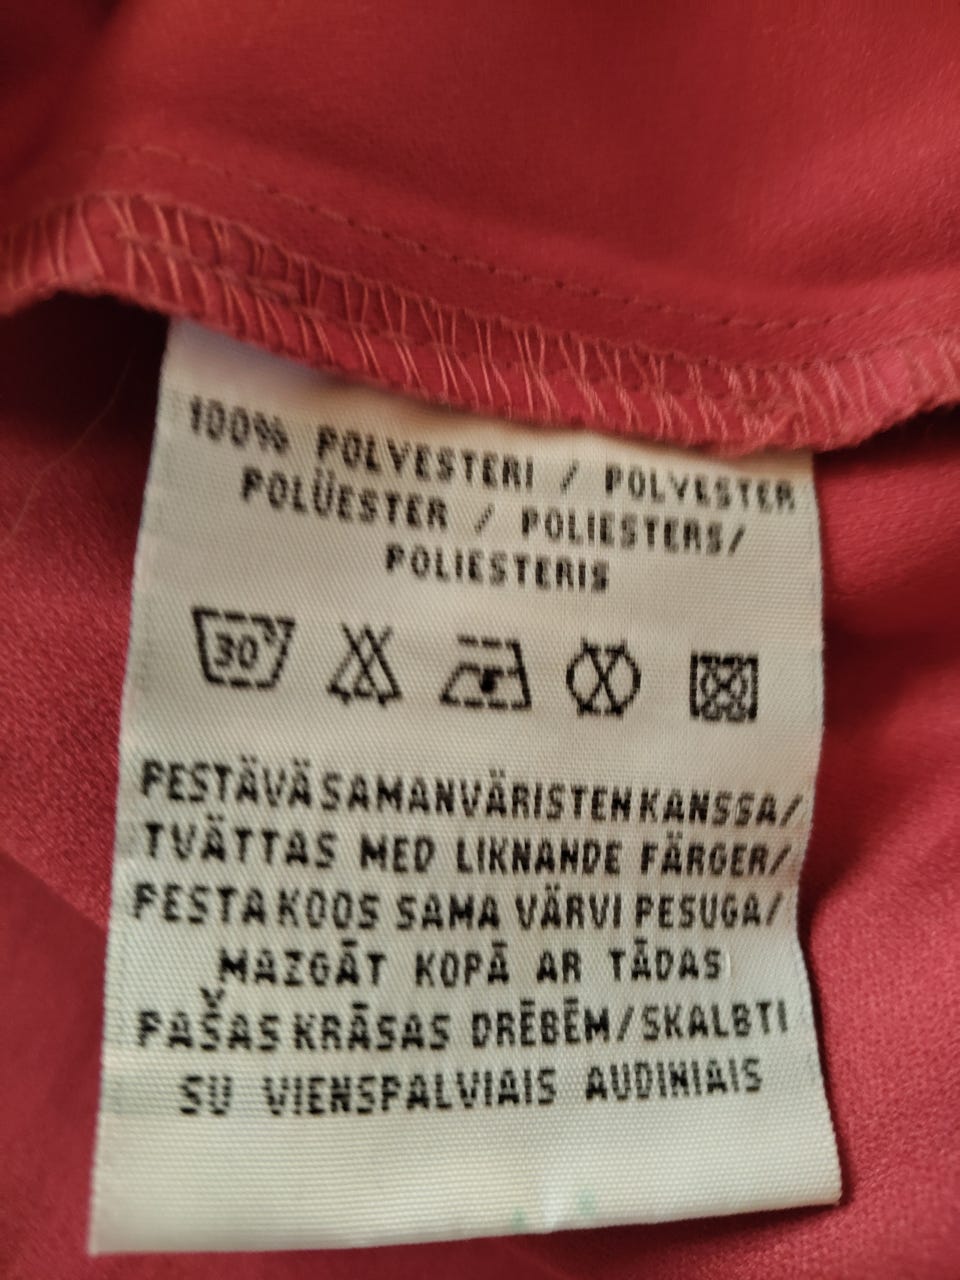 100% POLYESTERI / POLYESTER
POLÜESTER / POLIESTERS/
POLIESTERIS
30°
PESTÄVÄ SAMANVÄRISTEN KANSSA/
TVÄTTAS MED LIKNANDE FÄRGER/
PESTA KOOS SAMA VÄRVI PESUGA/
MAZGĀT KOPĀ AR TĀDAS
PAŠAS KRĀSAS DRĒBĒM/SKALBTI
SU VIENSPALVIAIS AUDINIAIS